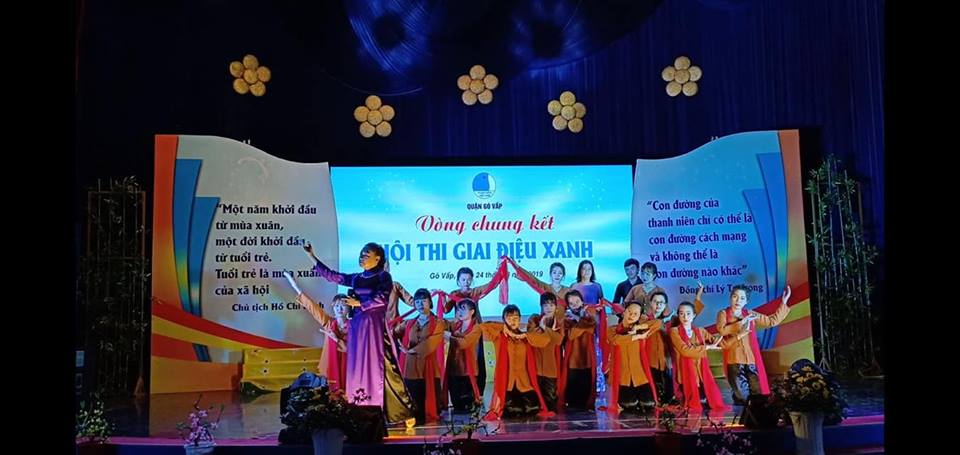 "Một năm khởi đầu
từ mùa xuân,
một đời khởi đầu
từ tuổi trẻ.
Tuổi trẻ là mùa xuân
của xã hội
Chủ tịch Hồ Chí
QUẬN GÒ VẤP
Vòng chung kết
HỘI THI GIAI ĐIỆU XANH
Gò Vấp, 24 2019
"Con đường của
thanh niên chỉ có thể là
con đường cách mạng
và không thể là
con đường nào khác"
Đồng chí Lý Tự Trọng